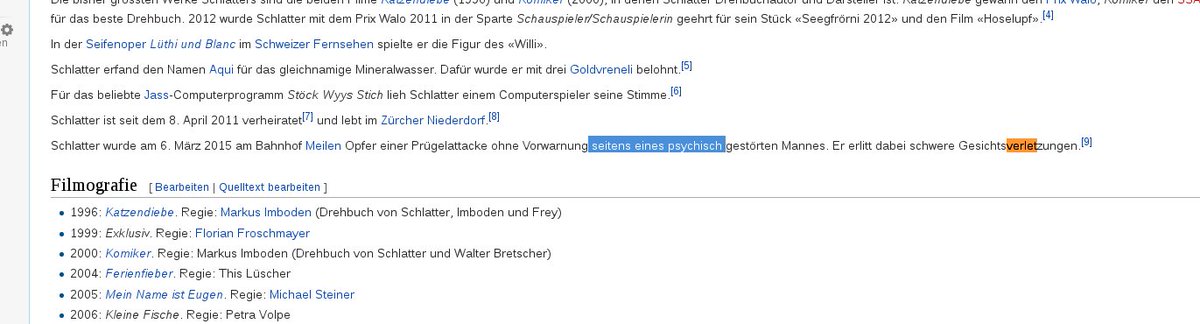 Die bisher grössten Werke Schlatters sind die beiden Filme Katzendiebe (1996) und Komiker (2000), in denen Schlatter Drehbuchautor und Darsteller ist. Katzendiebe gewann den Prix Walo, Komiker den
für das beste Drehbuch. 2012 wurde Schlatter mit dem Prix Walo 2011 in der Sparte Schauspieler/Schauspielerin geehrt für sein Stück «Seegfrörni 2012» und den Film «Hoselupf».[4]
In der Seifenoper Lüthi und Blanc im Schweizer Fernsehen spielte er die Figur des «Willi».
Schlatter erfand den Namen Aqui für das gleichnamige Mineralwasser. Dafür wurde er mit drei Goldvreneli belohnt.[5]
Für das beliebte Jass-Computerprogramm Stöck Wyys Stich lieh Schlatter einem Computerspieler seine Stimme.[6]
Schlatter ist seit dem 8. April 2011 verheiratet[7] und lebt im Zürcher Niederdorf.[8]
Schlatter wurde am 6. März 2015 am Bahnhof Meilen Opfer einer Prügelattacke ohne Vorwarnung seitens eines psychisch gestörten Mannes. Er erlitt dabei schwere Gesichtsverletzungen.[9]
Filmografie [ Bearbeiten | Quelltext bearbeiten ]
1996: Katzendiebe. Regie: Markus Imboden (Drehbuch von Schlatter, Imboden und Frey)
1999: Exklusiv. Regie: Florian Froschmayer
2000: Komiker. Regie: Markus Imboden (Drehbuch von Schlatter und Walter Bretscher)
2004: Ferienfieber. Regie: This Lüscher
2005: Mein Name ist Eugen. Regie: Michael Steiner
2006: Kleine Fische. Regie: Petra Volpe